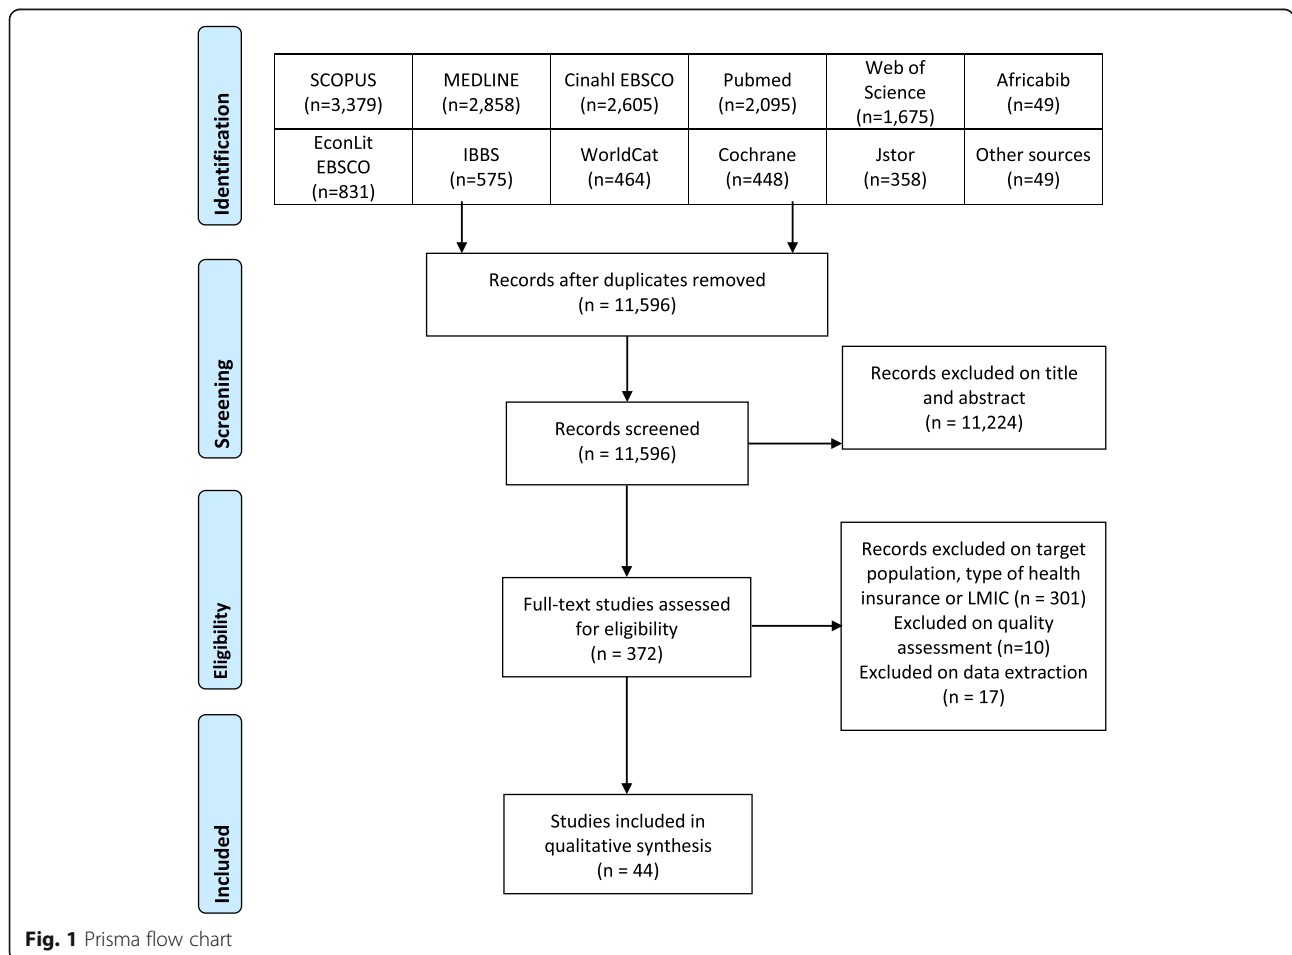 Identification
SCOPUS
(n=3,379)
MEDLINE
(n=2,858)
Cinahl EBSCO
(n=2,605)
Pubmed
(n=2,095)
Web of
Science
(n=1,675)
Africabib
(n=49)
EconLit
EBSCO
(n=831)
IBBS
(n=575)
WorldCat
(n=464)
Cochrane
(n=448)
Jstor
(n=358)
Other sources
(n=49)
Screening
Records after duplicates removed
(n = 11,596)
Records screened
(n = 11,596)
Records excluded on title
and abstract
(n = 11,224)
Eligibility
Full-text studies assessed
for eligibility
(n = 372)
Records excluded on target
population, type of health
insurance or LMIC (n = 301)
Excluded on quality
assessment (n=10)
Excluded on data extraction
(n = 17)
Included
Studies included in
qualitative synthesis
(n = 44)
Fig. 1 Prisma flow chart